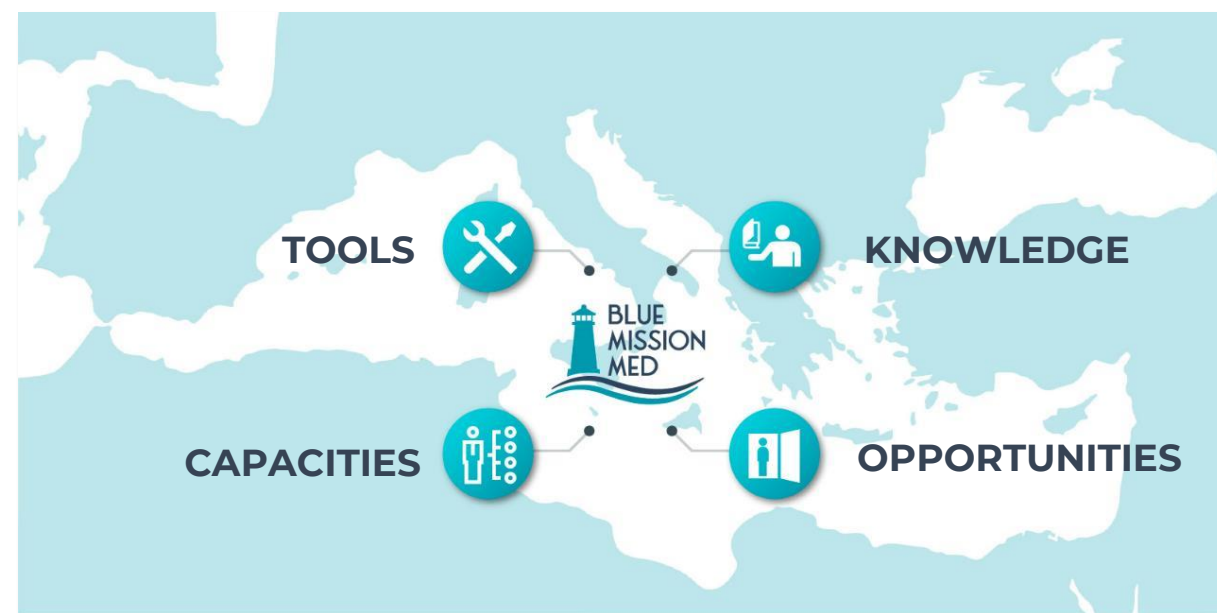 TOOLS
KNOWLEDGE
BLUE
MISSION
MED
CAPACITIES
OPPORTUNITIES